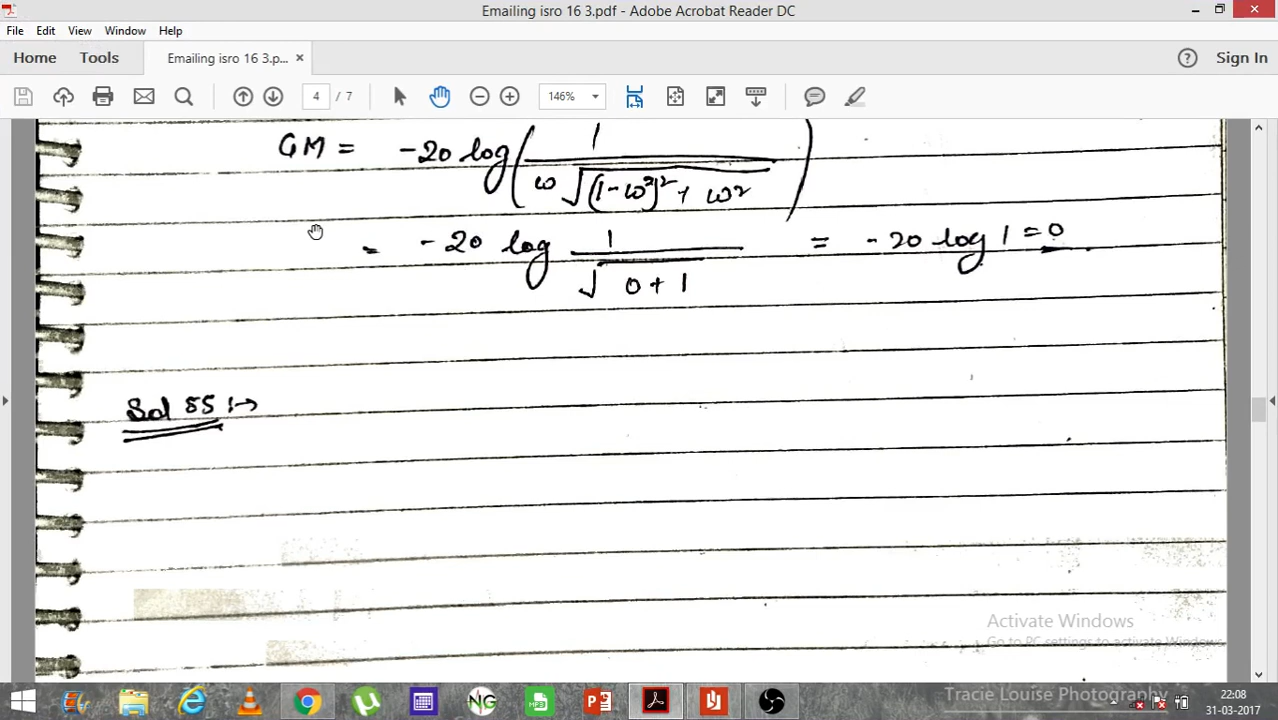 Emailing isro 16 3.pdf - Adobe Acrobat Reader DC
File Edit View Window Help
Home Tools Emailing isro 16 3.p... × Sign In
4 / 7 146%
GM = -20 log( 1 / ω√((1-ω²)² + ω²) )
= -20 log 1 / √(0+1) = -20 log 1 = 0
Sol 55 :→
Activate Windows
Go to PC settings to activate Windows.
Tracie Louise Photography
NG MP3 P
22:08
31-03-2017